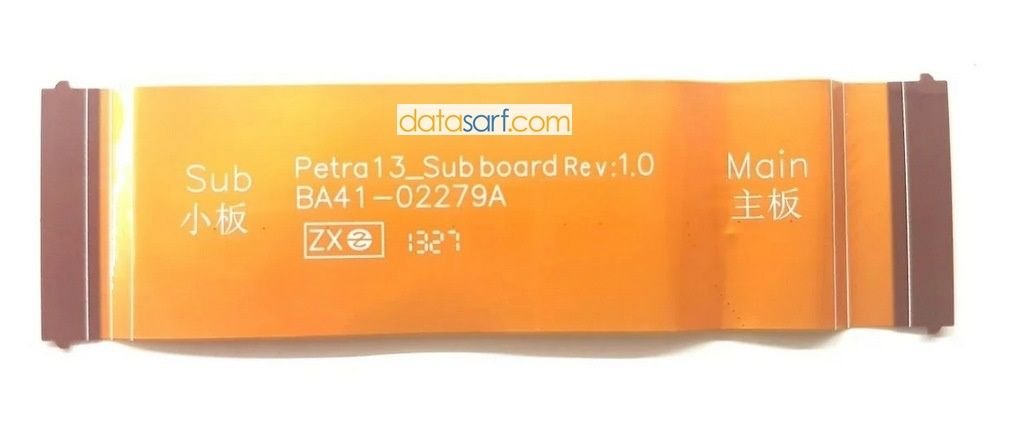 datasarf.com
Sub
小板
Petra13_Subboard Rev:1.0
BA41-02279A
ZX
1327
Main
主板